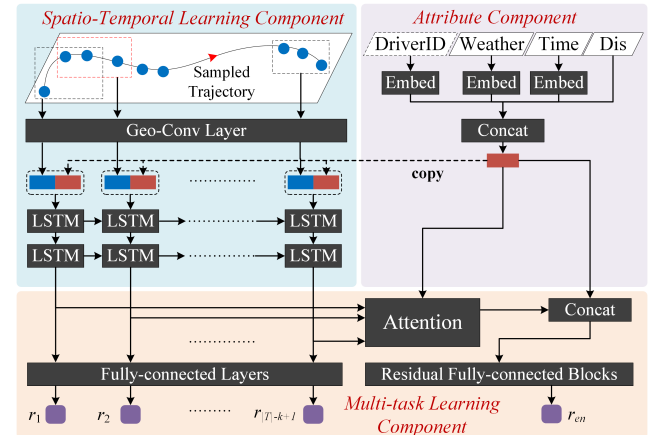 Spatio-Temporal Learning Component
Attribute Component
DriverID Weather Time Dis
Sampled
Trajectory
Embed Embed Embed
Geo-Conv Layer
Concat
copy
LSTM LSTM LSTM
LSTM LSTM LSTM
Attention
Concat
Fully-connected Layers
Residual Fully-connected Blocks
r1 r2 r|T|-k+1
Multi-task Learning
Component
ren